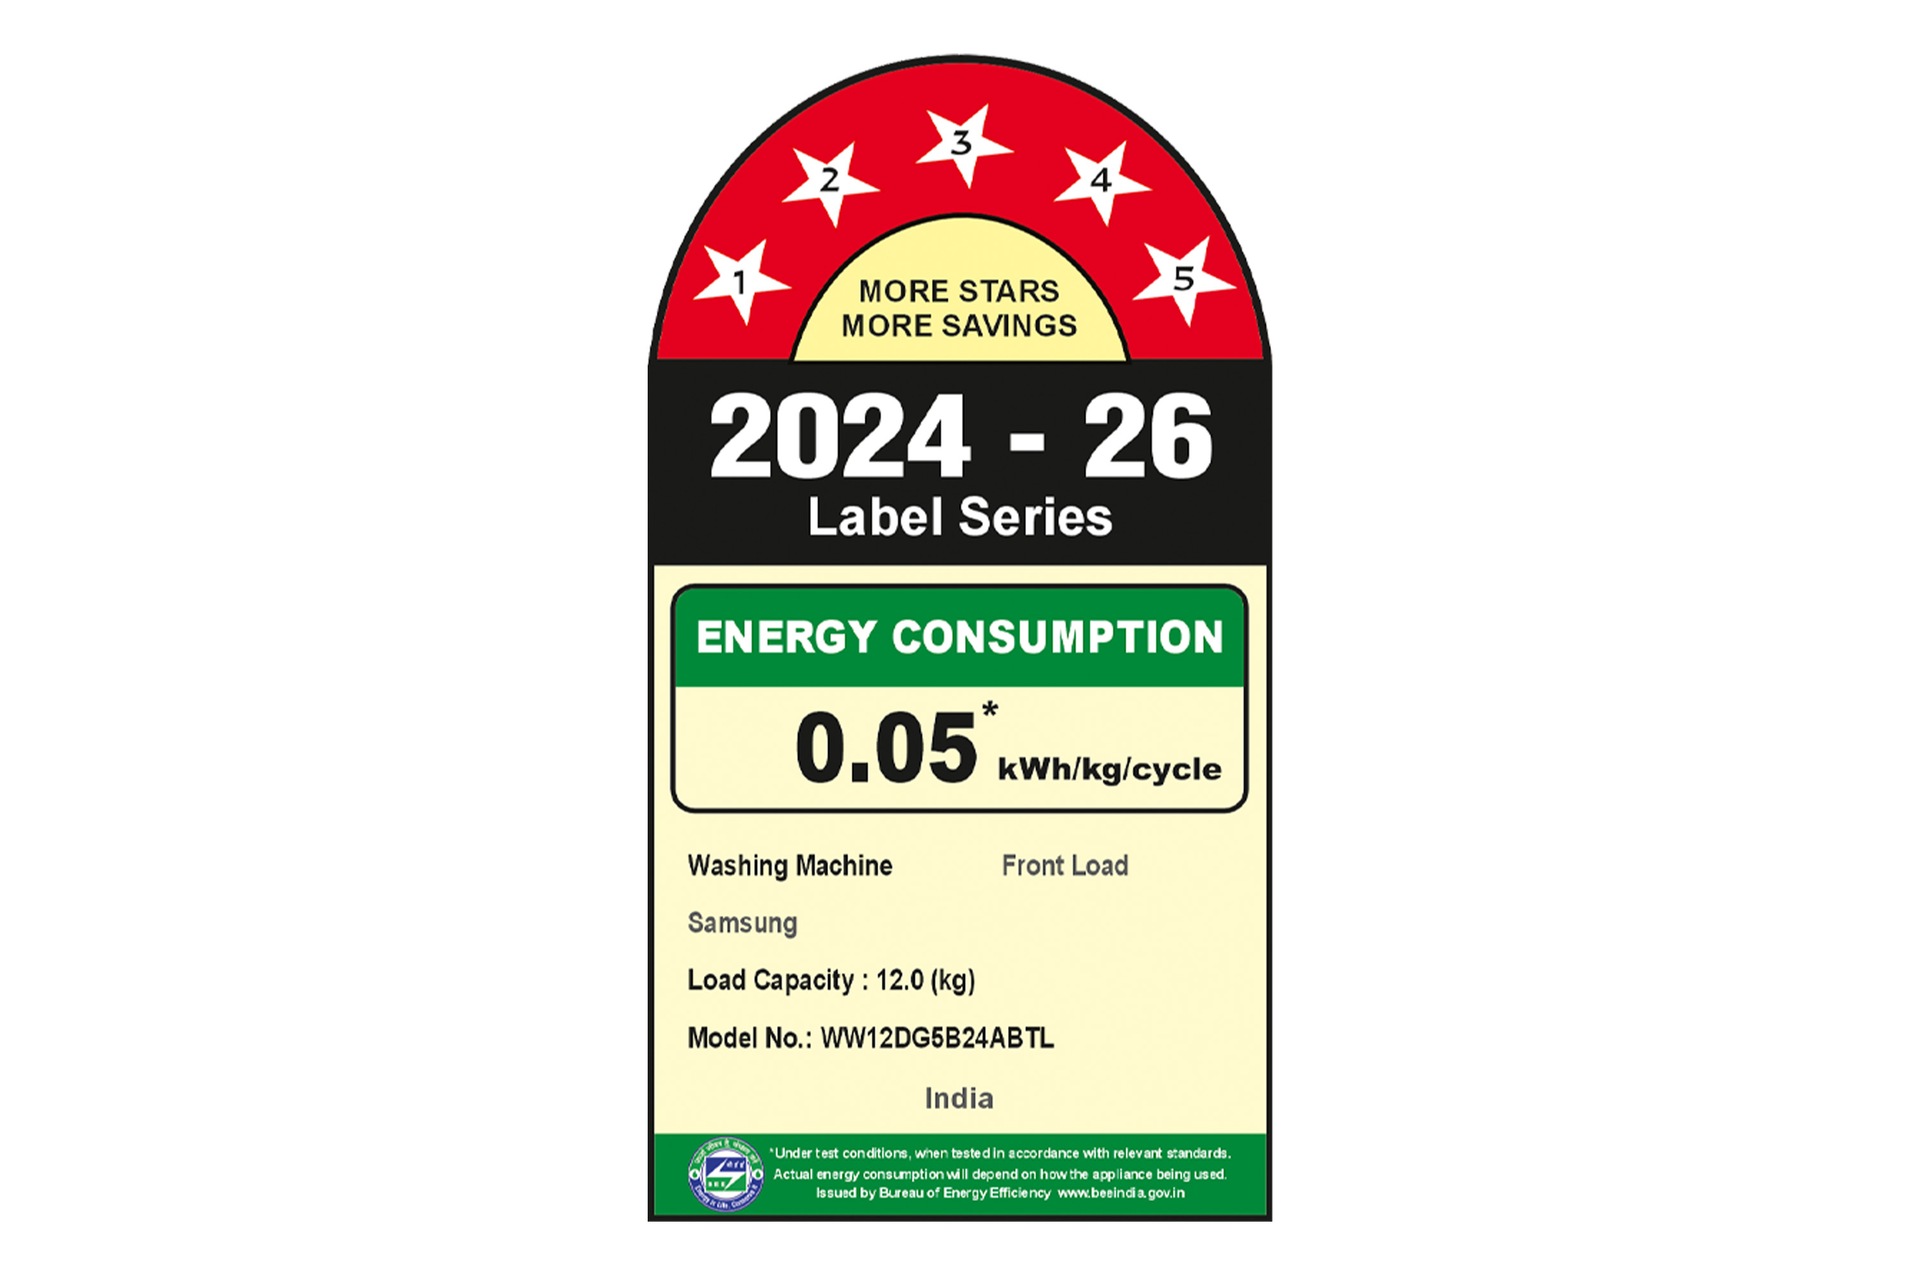 1 2 3 4 5
MORE STARS
MORE SAVINGS
2024 - 26
Label Series
ENERGY CONSUMPTION
0.05* kWh/kg/cycle
Washing Machine Front Load
Samsung
Load Capacity : 12.0 (kg)
Model No.: WW12DG5B24ABTL
India
*Under test conditions, when tested in accordance with relevant standards.
Actual energy consumption will depend on how the appliance being used.
Issued by Bureau of Energy Efficiency www.beeindia.gov.in